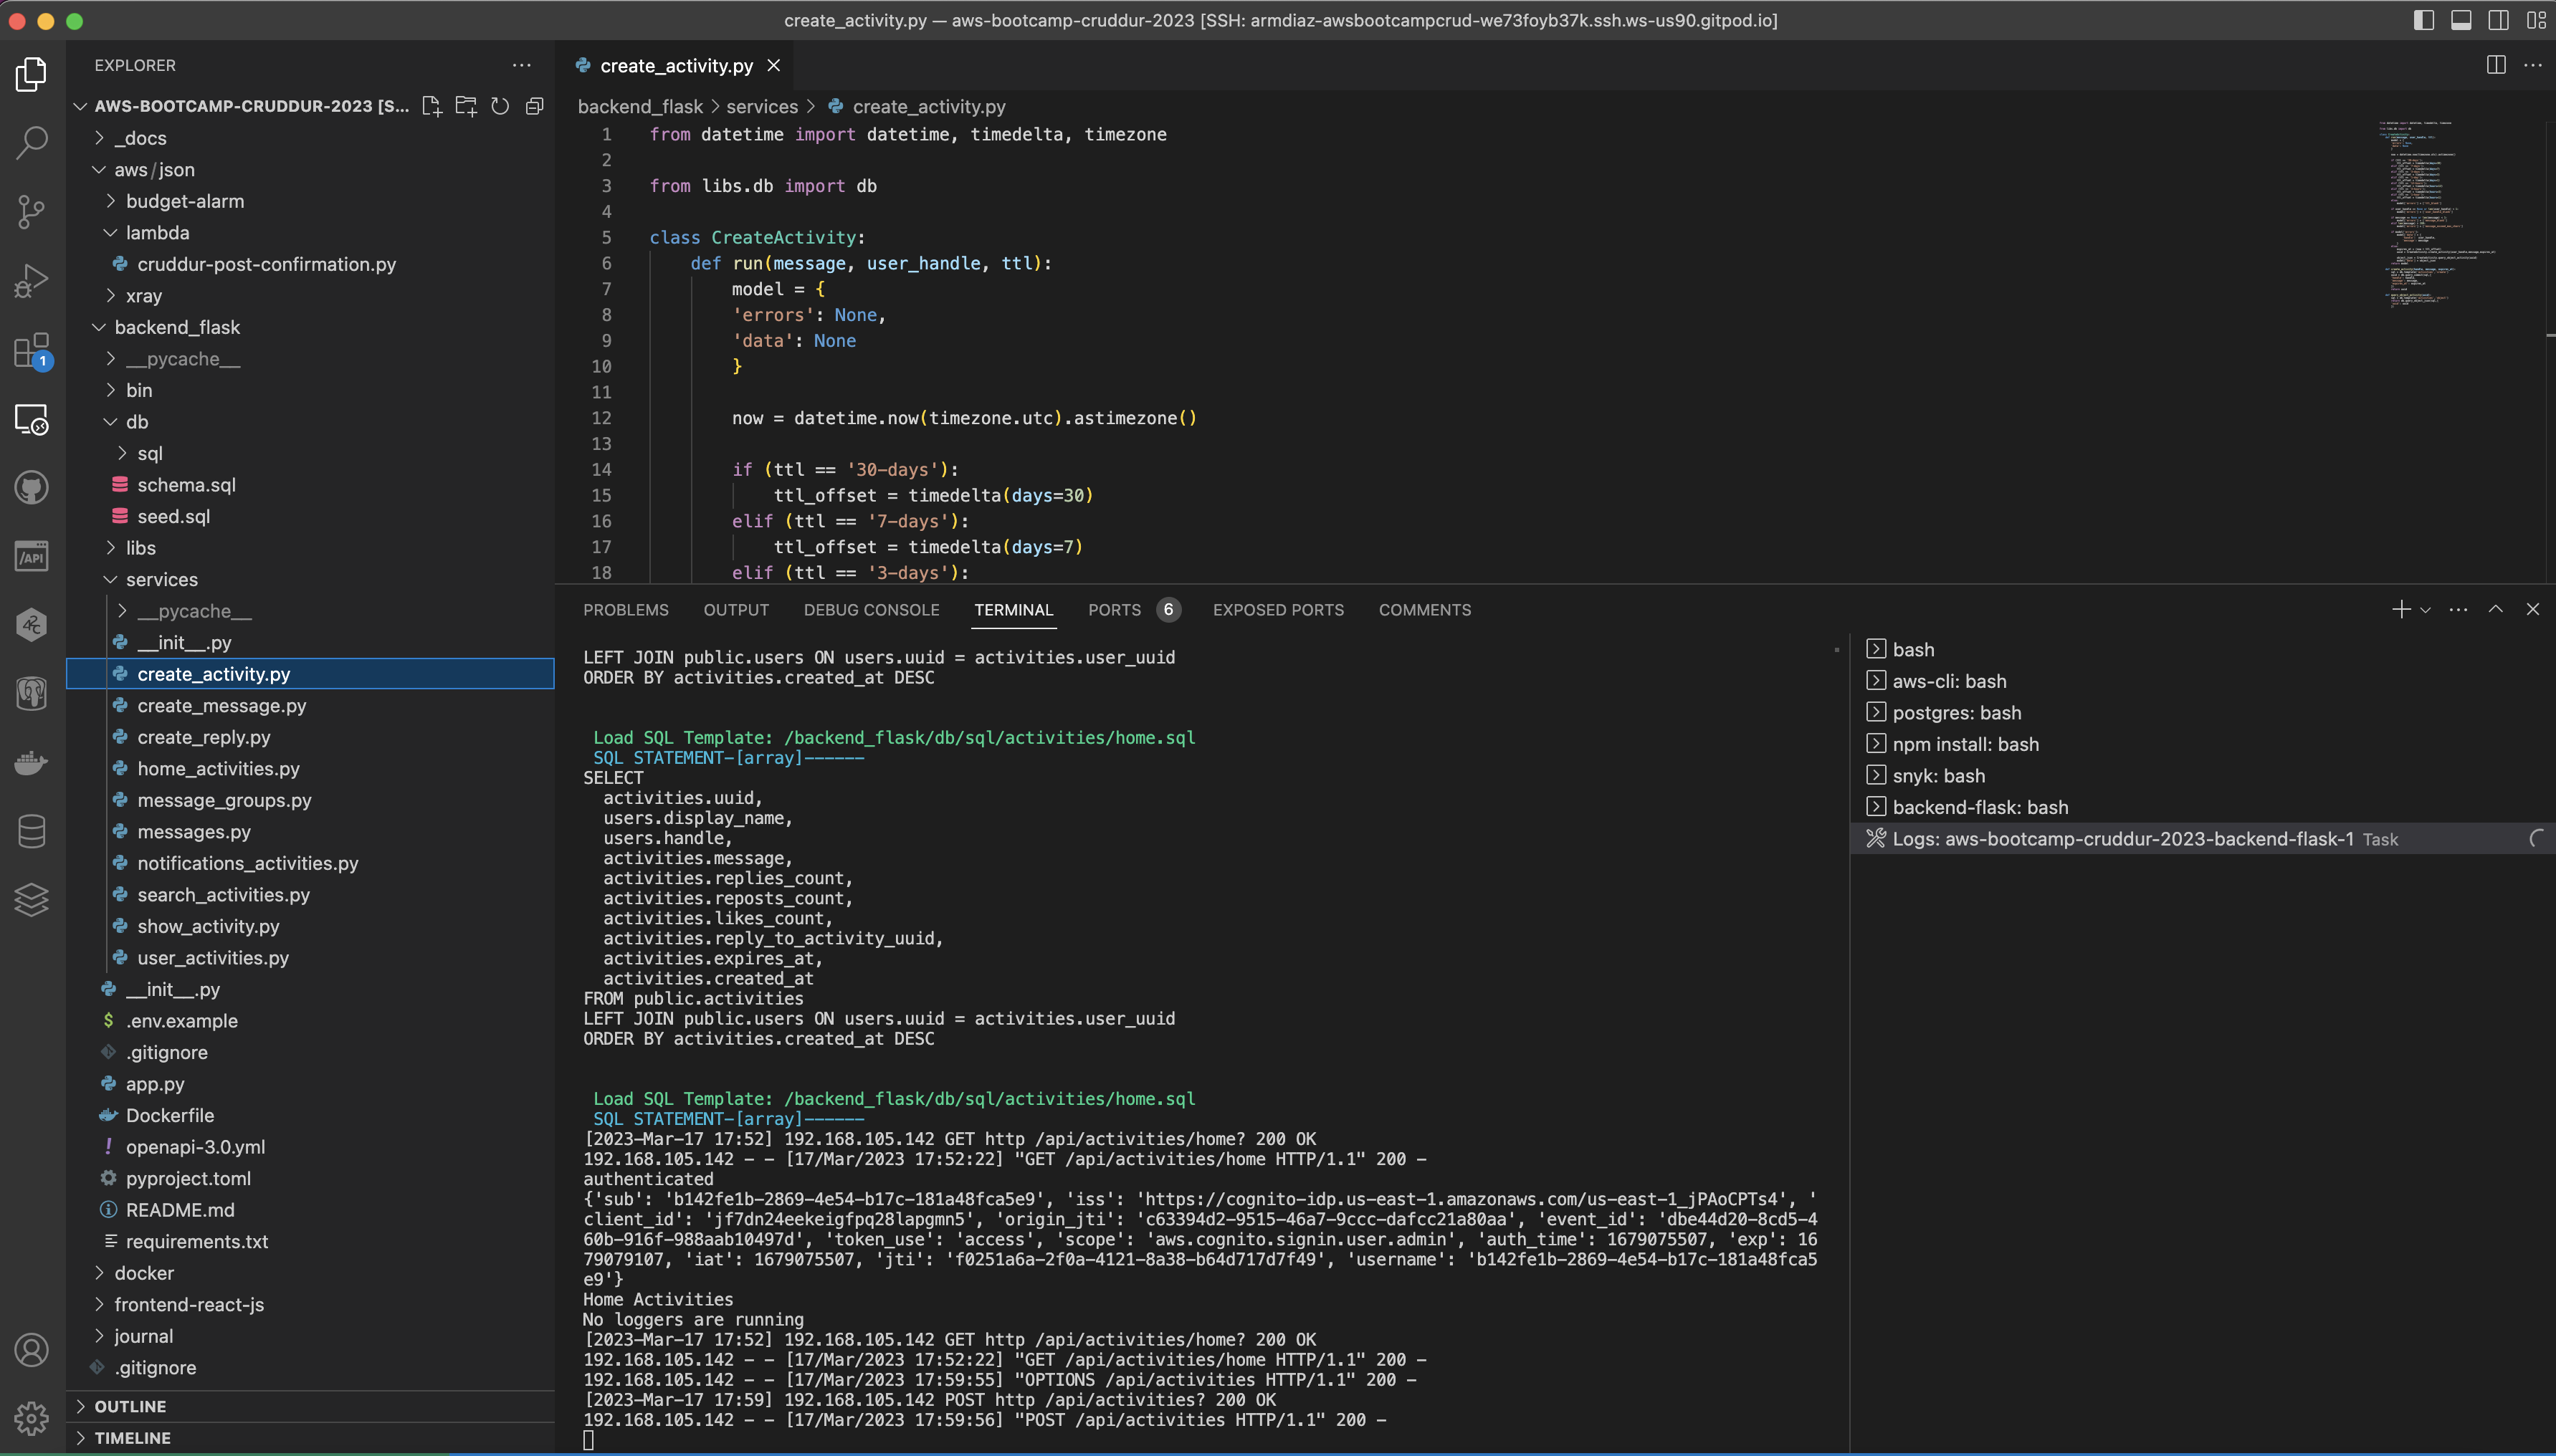 create_activity.py — aws-bootcamp-cruddur-2023 [SSH: armdiaz-awsbootcampcrud-we73foyb37k.ssh.ws-us90.gitpod.io]
EXPLORER
AWS-BOOTCAMP-CRUDDUR-2023 [S...
_docs
aws/json
budget-alarm
lambda
cruddur-post-confirmation.py
xray
backend_flask
__pycache__
bin
db
sql
schema.sql
seed.sql
libs
services
__pycache__
__init__.py
create_activity.py
create_message.py
create_reply.py
home_activities.py
message_groups.py
messages.py
notifications_activities.py
search_activities.py
show_activity.py
user_activities.py
__init__.py
$ .env.example
.gitignore
app.py
Dockerfile
! openapi-3.0.yml
pyproject.toml
README.md
requirements.txt
docker
frontend-react-js
journal
.gitignore
OUTLINE
TIMELINE
1
/API
42C
create_activity.py
backend_flask > services > create_activity.py
1 from datetime import datetime, timedelta, timezone
2
3 from libs.db import db
4
5 class CreateActivity:
6 def run(message, user_handle, ttl):
7 model = {
8 'errors': None,
9 'data': None
10 }
11
12 now = datetime.now(timezone.utc).astimezone()
13
14 if (ttl == '30-days'):
15 ttl_offset = timedelta(days=30)
16 elif (ttl == '7-days'):
17 ttl_offset = timedelta(days=7)
18 elif (ttl == '3-days'):
PROBLEMS OUTPUT DEBUG CONSOLE TERMINAL PORTS 6 EXPOSED PORTS COMMENTS
LEFT JOIN public.users ON users.uuid = activities.user_uuid
ORDER BY activities.created_at DESC
Load SQL Template: /backend_flask/db/sql/activities/home.sql
SQL STATEMENT-[array]------
SELECT
activities.uuid,
users.display_name,
users.handle,
activities.message,
activities.replies_count,
activities.reposts_count,
activities.likes_count,
activities.reply_to_activity_uuid,
activities.expires_at,
activities.created_at
FROM public.activities
LEFT JOIN public.users ON users.uuid = activities.user_uuid
ORDER BY activities.created_at DESC
Load SQL Template: /backend_flask/db/sql/activities/home.sql
SQL STATEMENT-[array]------
[2023-Mar-17 17:52] 192.168.105.142 GET http /api/activities/home? 200 OK
192.168.105.142 - - [17/Mar/2023 17:52:22] "GET /api/activities/home HTTP/1.1" 200 -
authenticated
{'sub': 'b142fe1b-2869-4e54-b17c-181a48fca5e9', 'iss': 'https://cognito-idp.us-east-1.amazonaws.com/us-east-1_jPAoCPTs4', '
client_id': 'jf7dn24eekeigfpq28lapgmn5', 'origin_jti': 'c63394d2-9515-46a7-9ccc-dafcc21a80aa', 'event_id': 'dbe44d20-8cd5-4
60b-916f-988aab10497d', 'token_use': 'access', 'scope': 'aws.cognito.signin.user.admin', 'auth_time': 1679075507, 'exp': 16
79079107, 'iat': 1679075507, 'jti': 'f0251a6a-2f0a-4121-8a38-b64d717d7f49', 'username': 'b142fe1b-2869-4e54-b17c-181a48fca5
e9'}
Home Activities
No loggers are running
[2023-Mar-17 17:52] 192.168.105.142 GET http /api/activities/home? 200 OK
192.168.105.142 - - [17/Mar/2023 17:52:22] "GET /api/activities/home HTTP/1.1" 200 -
192.168.105.142 - - [17/Mar/2023 17:59:55] "OPTIONS /api/activities HTTP/1.1" 200 -
[2023-Mar-17 17:59] 192.168.105.142 POST http /api/activities? 200 OK
192.168.105.142 - - [17/Mar/2023 17:59:56] "POST /api/activities HTTP/1.1" 200 -
bash
aws-cli: bash
postgres: bash
npm install: bash
snyk: bash
backend-flask: bash
Logs: aws-bootcamp-cruddur-2023-backend-flask-1 Task